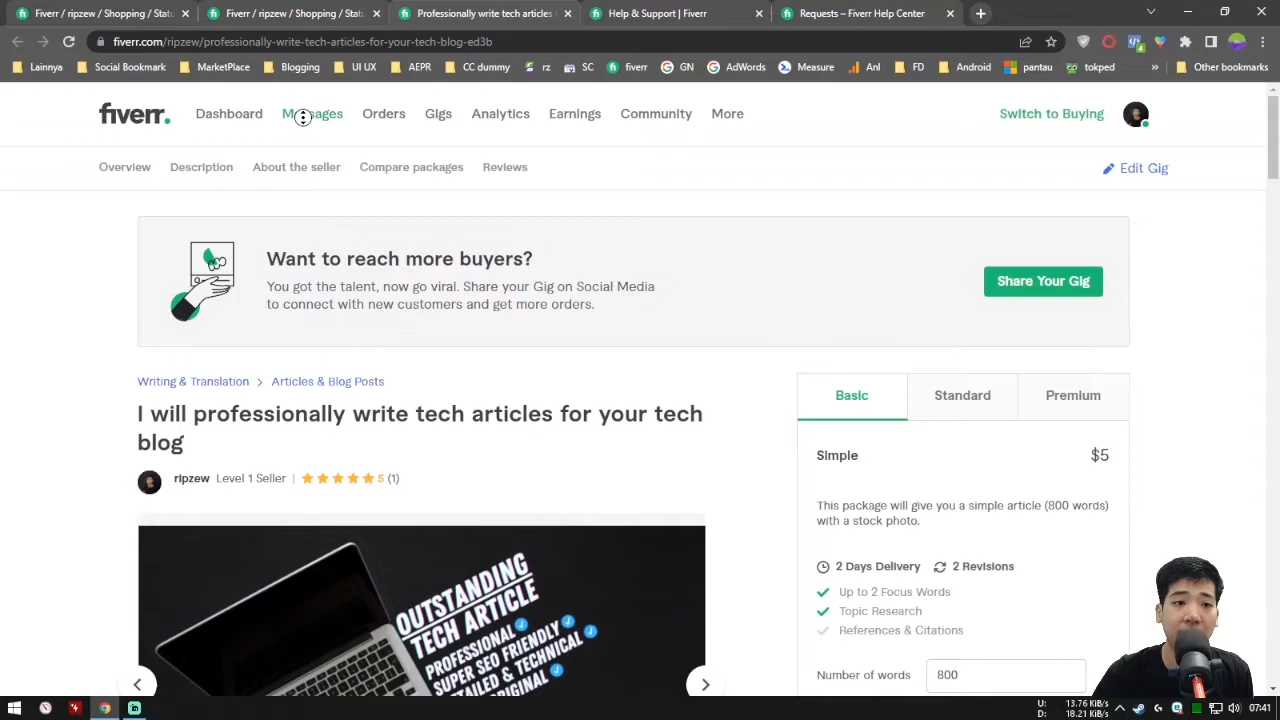 Fiverr / ripzew / Shipping / Stat
Fiverr / ripzew / Shipping / Stat
Professionally write tech articles
Help & Support | Fiverr
Requests – Fiverr Help Center
fiverr.com/ripzew/professionally-write-tech-articles-for-your-tech-blog-ed3b
Lainnya Social Bookmark MarketPlace Blogging UI UX AEPR CC dummy rz SC fiverr GN AdWords Measure Anl FD Android pantau tokped » Other bookmarks
fiverr. Dashboard Messages Orders Gigs Analytics Earnings Community More Switch to Buying
Overview Description About the seller Compare packages Reviews Edit Gig
Want to reach more buyers?
You got the talent, now go viral. Share your Gig on Social Media
to connect with new customers and get more orders.
Share Your Gig
Writing & Translation > Articles & Blog Posts
I will professionally write tech articles for your tech
blog
ripzew Level 1 Seller | 5 (1)
OUTSTANDING
TECH ARTICLE
PROFESSIONAL
SUPER SEO FRIENDLY
& TECHNICAL
Basic Standard Premium
Simple $5
This package will give you a simple article (800 words)
with a stock photo.
2 Days Delivery 2 Revisions
Up to 2 Focus Words
Topic Research
References & Citations
Number of words 800
U: 13.76 KiB/s
D: 18.21 KiB/s
07:41